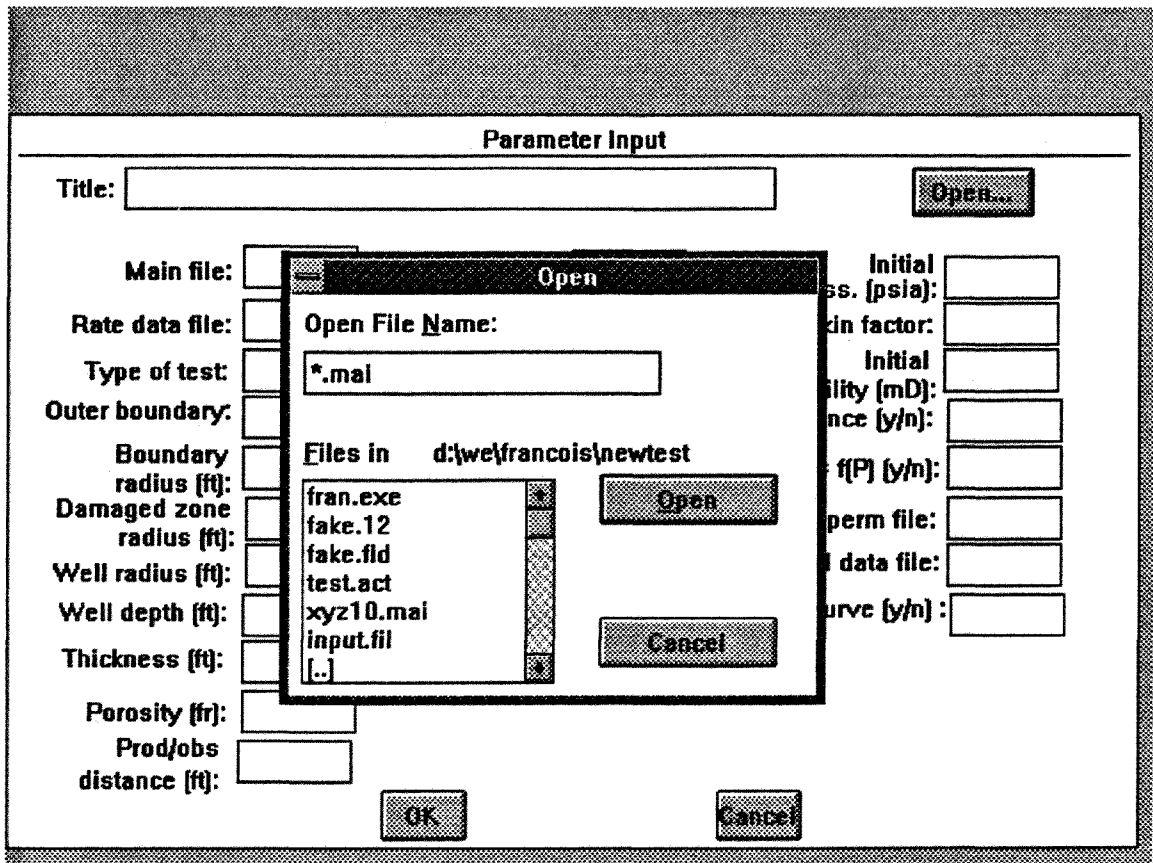 Parameter Input
Title:
Open...
Main file:
Rate data file:
Type of test:
Outer boundary:
Boundary
radius (ft):
Damaged zone
radius (ft):
Well radius (ft):
Well depth (ft):
Thickness (ft):
Porosity (fr):
Prod/obs
distance (ft):
Open
Open File Name:
*.mai
Files in d:\we\francois\newtest
fran.exe
fake.12
fake.fld
test.act
xyz10.mai
input.fil
[..]
Open
Cancel
Initial
ss. (psia):
kin factor:
Initial
ility (mD):
nce (y/n):
f(P) (y/n):
perm file:
data file:
urve (y/n) :
OK
Cancel